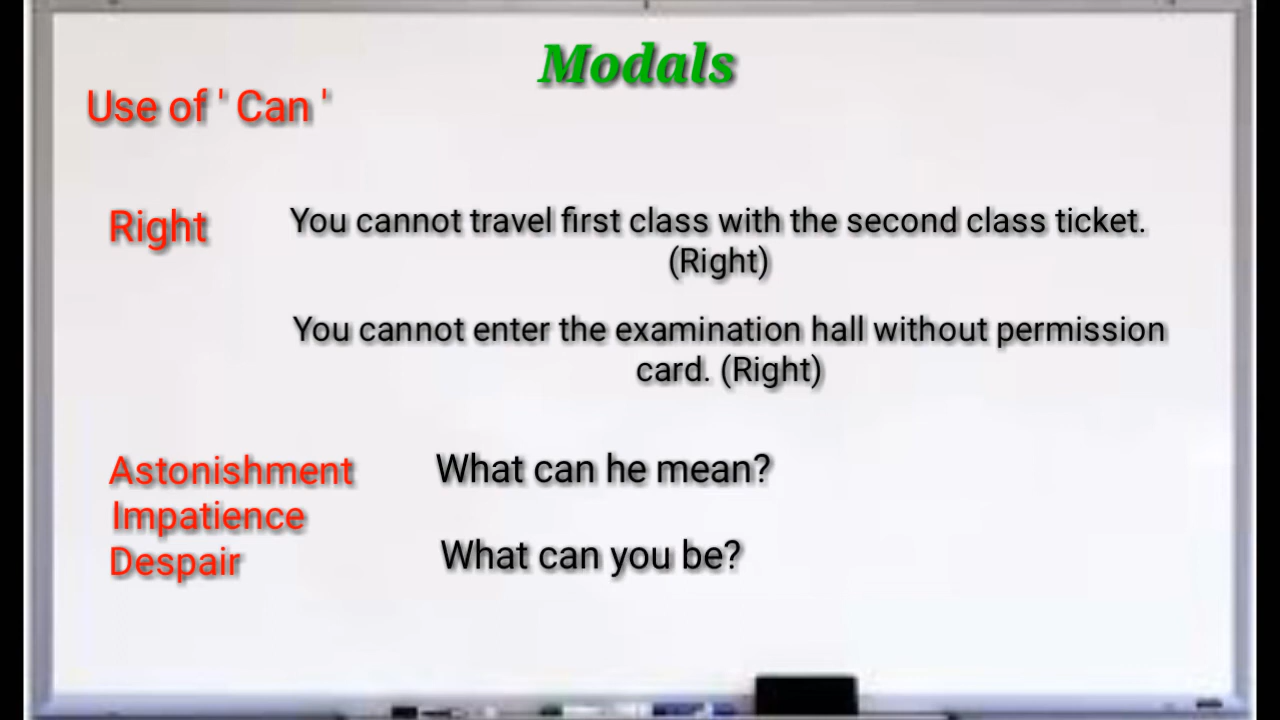 Modals
Use of ' Can '
Right
You cannot travel first class with the second class ticket.
(Right)
You cannot enter the examination hall without permission
card. (Right)
Astonishment
Impatience
Despair
What can he mean?
What can you be?